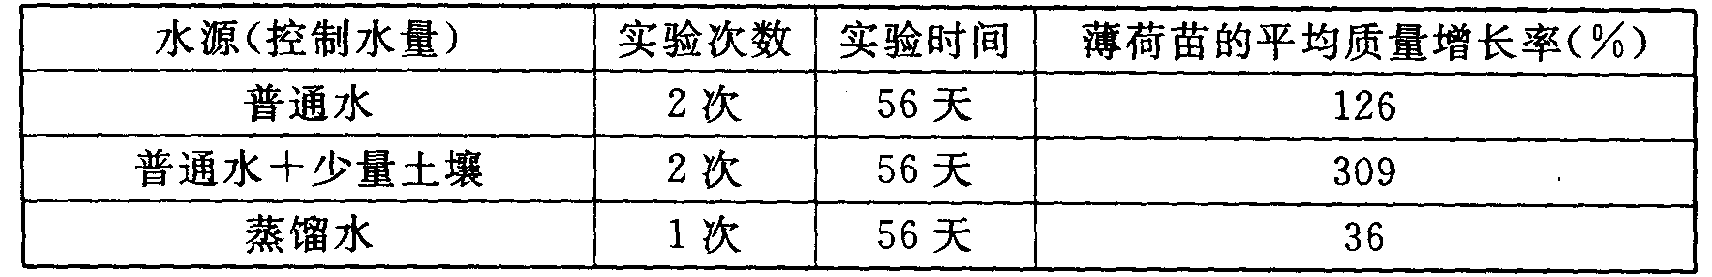 水源(控制水量) 实验次数 实验时间 薄荷苗的平均质量增长率(%)
普通水 2次 56天 126
普通水+少量土壤 2次 56天 309
蒸馏水 1次 56天 36